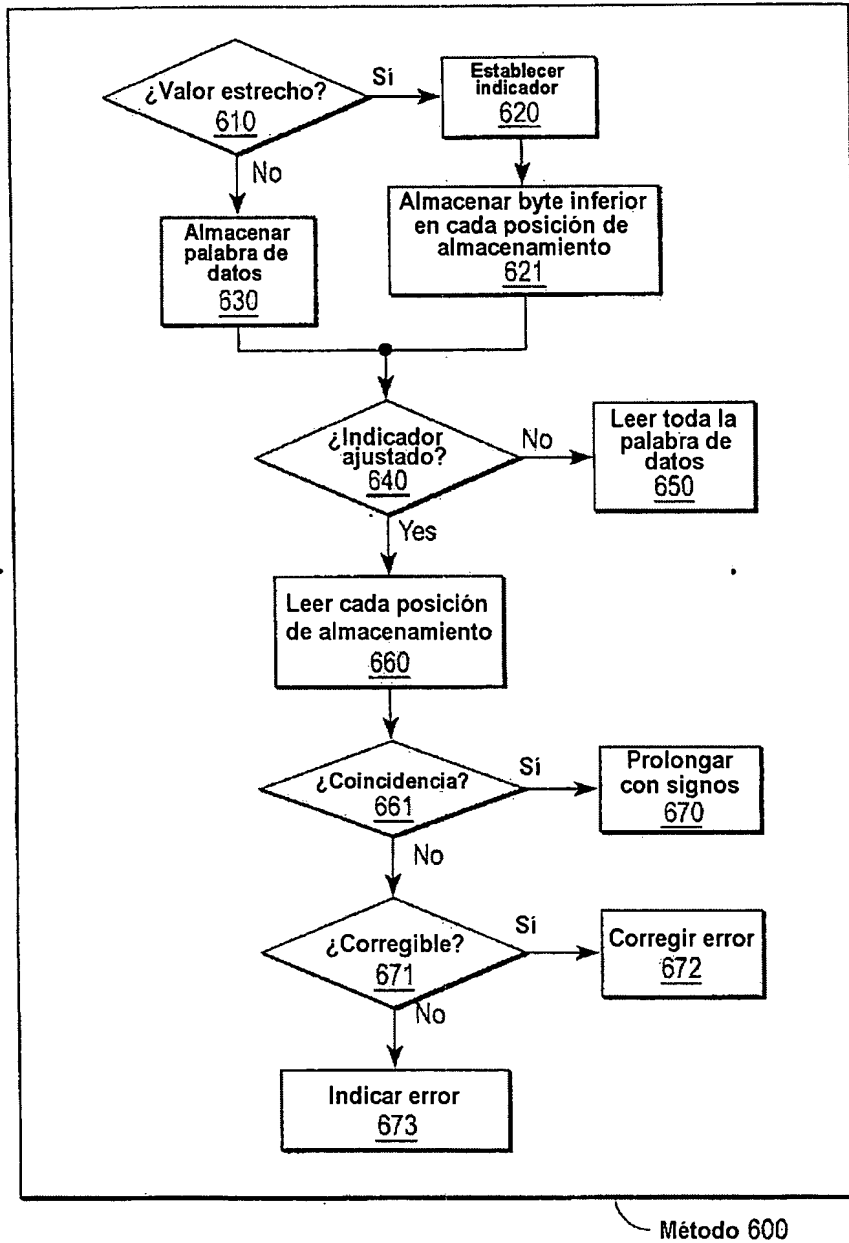 ¿Valor estrecho?
610
Sí
Establecer
indicador
620
No
Almacenar
palabra de
datos
630
Almacenar byte inferior
en cada posición de
almacenamiento
621
¿Indicador
ajustado?
640
No
Leer toda la
palabra de
datos
650
Yes
Leer cada posición
de almacenamiento
660
¿Coincidencia?
661
Sí
Prolongar
con signos
670
No
¿Corregible?
671
Sí
Corregir error
672
No
Indicar error
673
Método 600